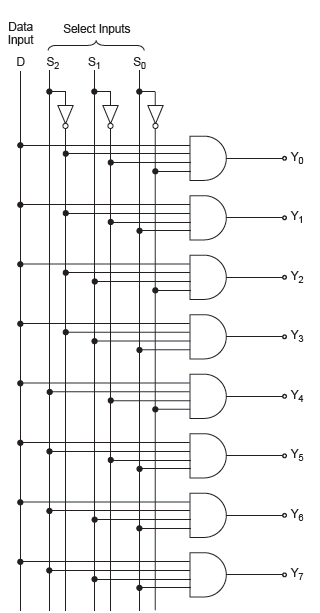 Data
Input
Select Inputs
D S₂ S₁ S₀
Y₀
Y₁
Y₂
Y₃
Y₄
Y₅
Y₆
Y₇